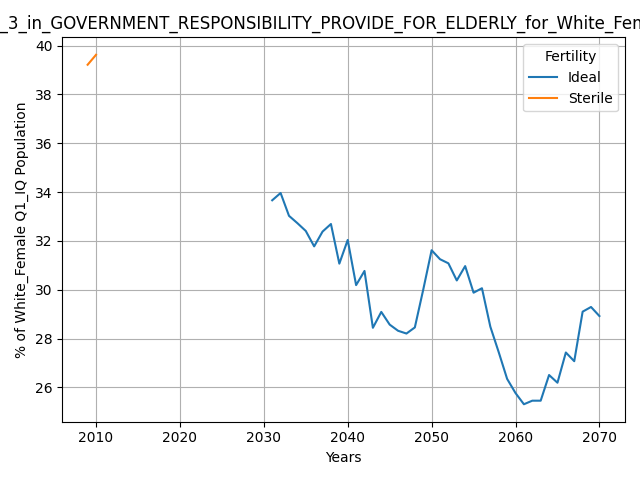 _3_in_GOVERNMENT_RESPONSIBILITY_PROVIDE_FOR_ELDERLY_for_White_Fem
Fertility
Ideal
Sterile
% of White_Female Q1_IQ Population
40
38
36
34
32
30
28
26
2010 2020 2030 2040 2050 2060 2070
Years